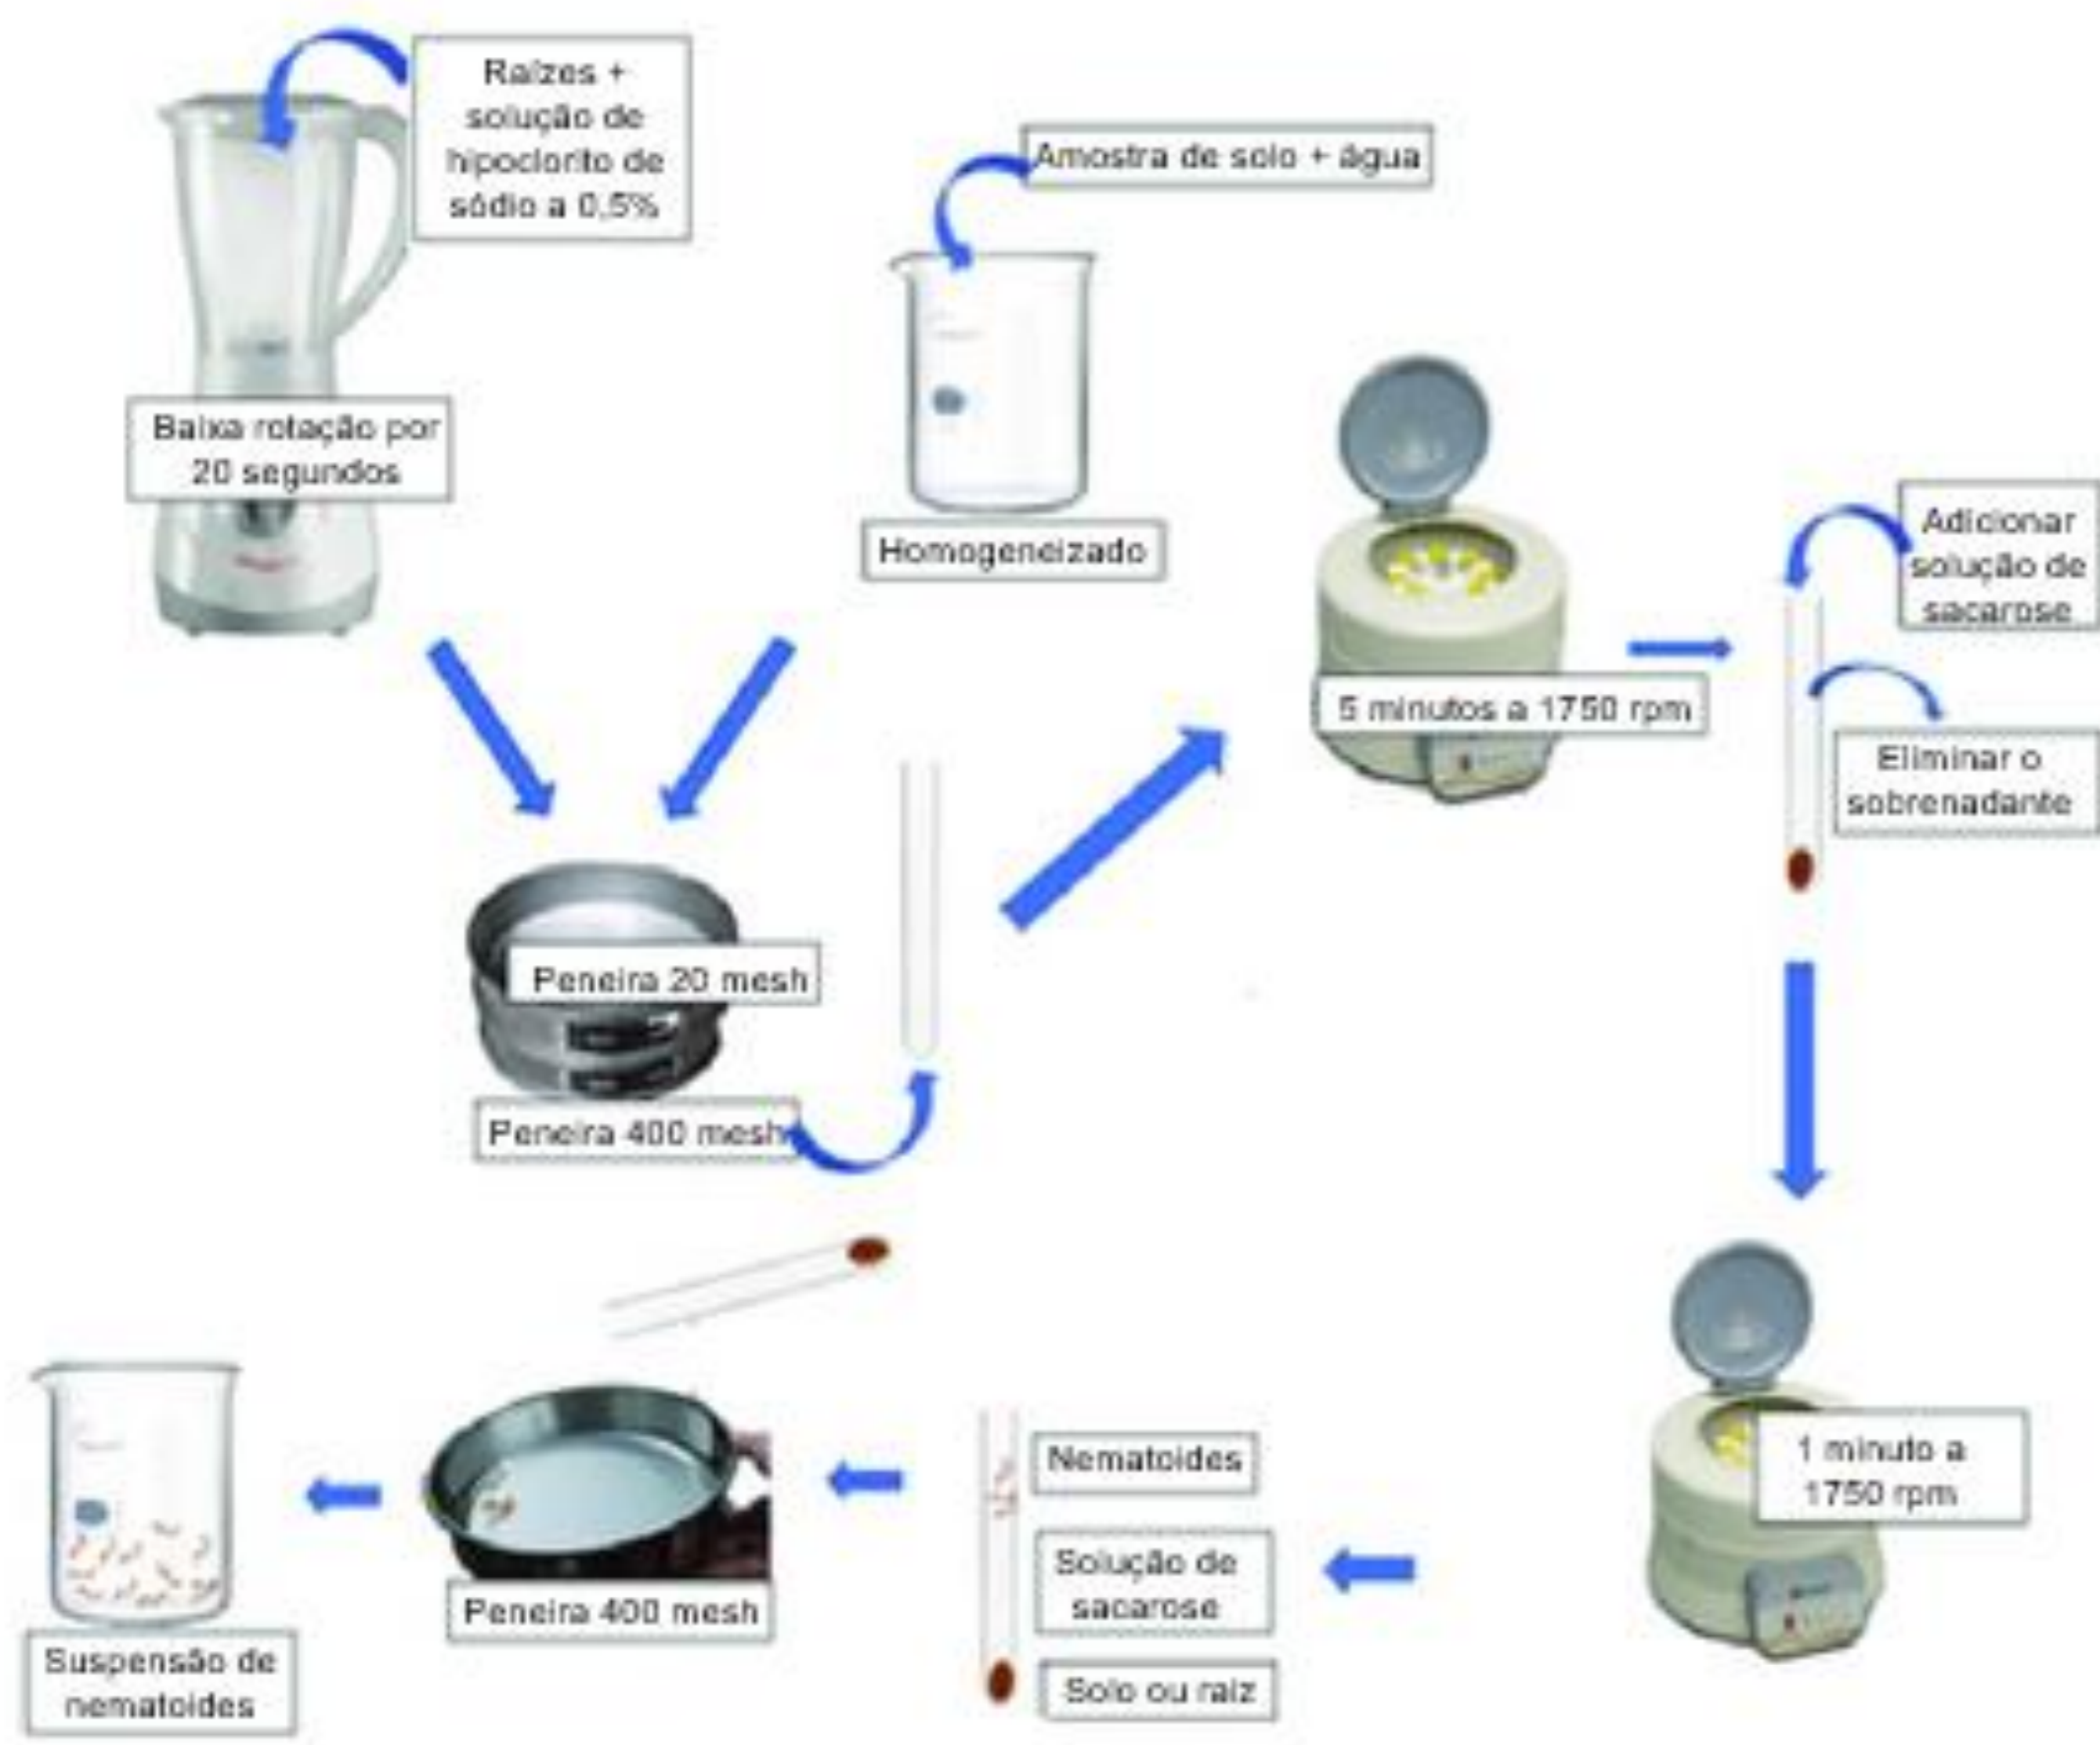 Raízes +
solução de
hipoclorito de
sódio a 0,5%
Baixa rotação por
20 segundos
Amostra de solo + água
Homogeneizado
Peneira 20 mesh
Peneira 400 mesh
5 minutos a 1750 rpm
Adicionar
solução de
sacarose
Eliminar o
sobrenadante
1 minuto a
1750 rpm
Nematoides
Solução de
sacarose
Solo ou raiz
Peneira 400 mesh
Suspensão de
nematoides